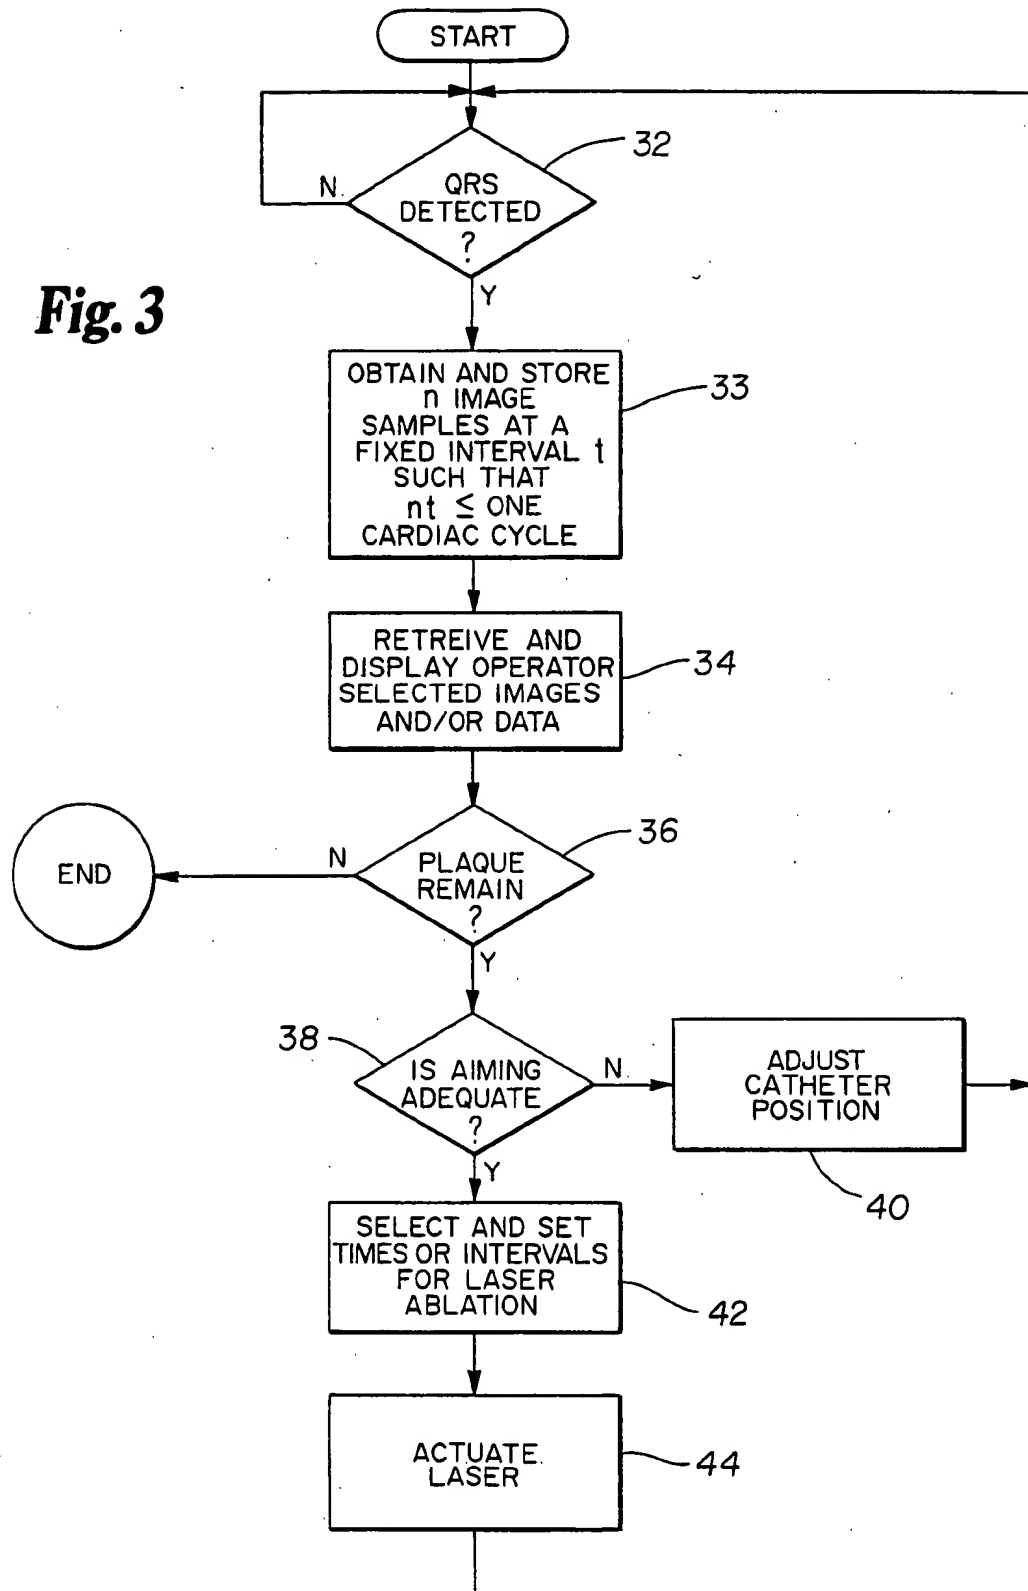 START
32
QRS
DETECTED
?
N
Y
Fig. 3
OBTAIN AND STORE
n IMAGE
SAMPLES AT A
FIXED INTERVAL t
SUCH THAT
nt ≤ ONE
CARDIAC CYCLE
33
RETREIVE AND
DISPLAY OPERATOR
SELECTED IMAGES
AND/OR DATA
34
36
PLAQUE
REMAIN
?
N
END
Y
38
IS AIMING
ADEQUATE
?
N
ADJUST
CATHETER
POSITION
40
Y
SELECT AND SET
TIMES OR INTERVALS
FOR LASER
ABLATION
42
ACTUATE
LASER
44